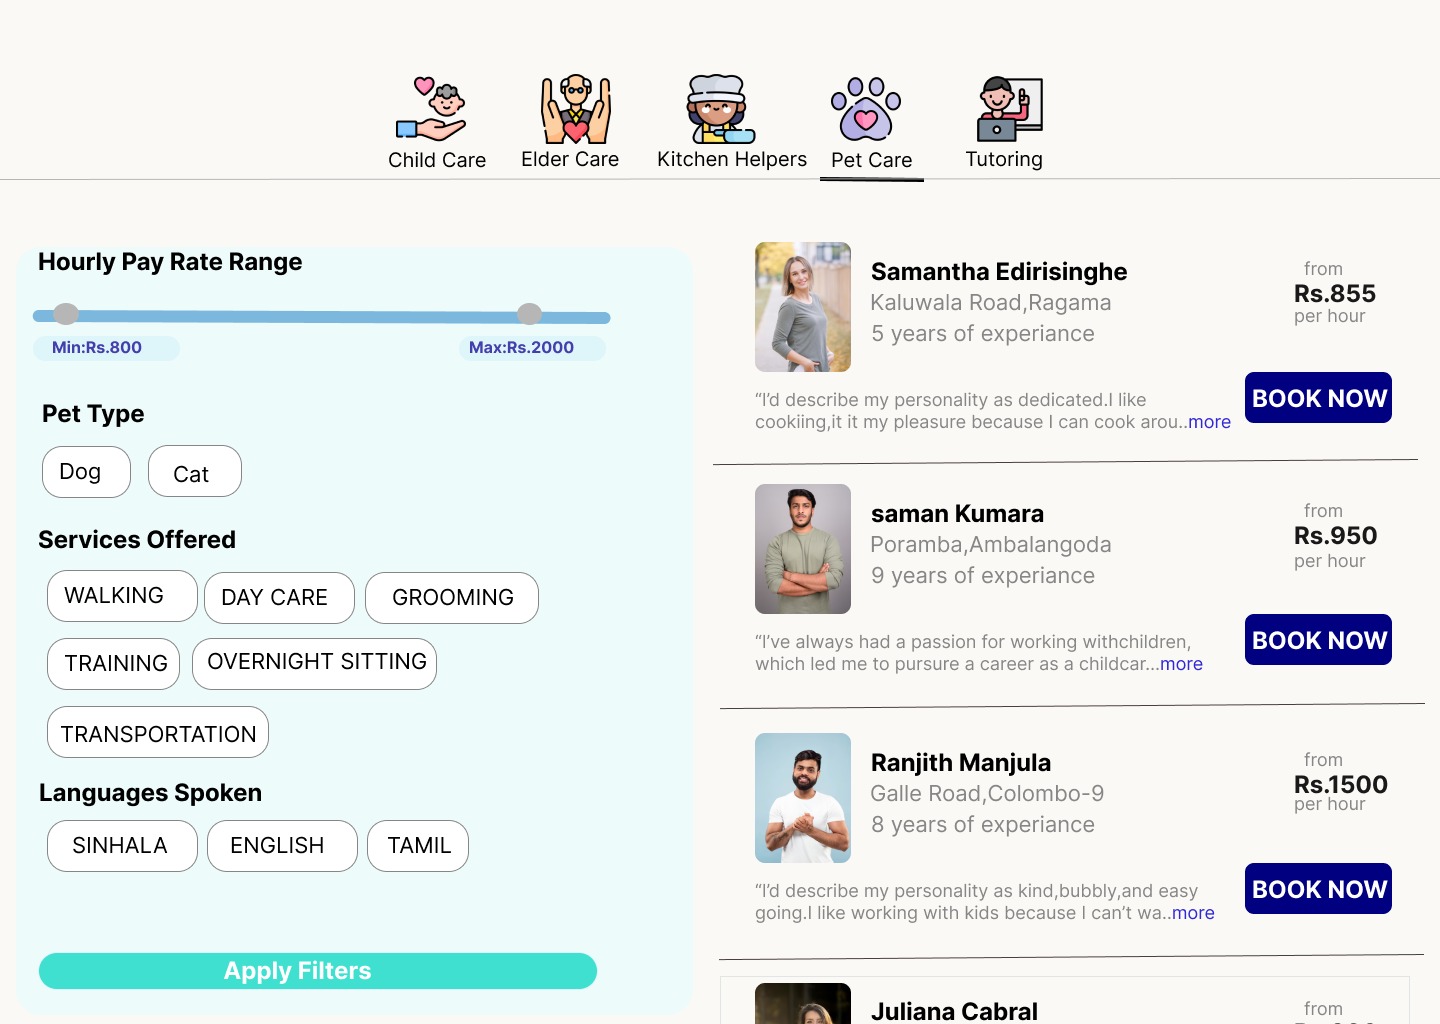 Child Care
Elder Care
Kitchen Helpers
Pet Care
Tutoring
Hourly Pay Rate Range
Min:Rs.800
Max:Rs.2000
Pet Type
Dog
Cat
Services Offered
WALKING
DAY CARE
GROOMING
TRAINING
OVERNIGHT SITTING
TRANSPORTATION
Languages Spoken
SINHALA
ENGLISH
TAMIL
Apply Filters
Samantha Edirisinghe
Kaluwala Road,Ragama
5 years of experiance
from
Rs.855
per hour
“I’d describe my personality as dedicated.I like
cookiing,it it my pleasure because I can cook arou..more
BOOK NOW
saman Kumara
Poramba,Ambalangoda
9 years of experiance
from
Rs.950
per hour
“I’ve always had a passion for working withchildren,
which led me to pursure a career as a childcar...more
BOOK NOW
Ranjith Manjula
Galle Road,Colombo-9
8 years of experiance
from
Rs.1500
per hour
“I’d describe my personality as kind,bubbly,and easy
going.I like working with kids because I can’t wa..more
BOOK NOW
Juliana Cabral
from